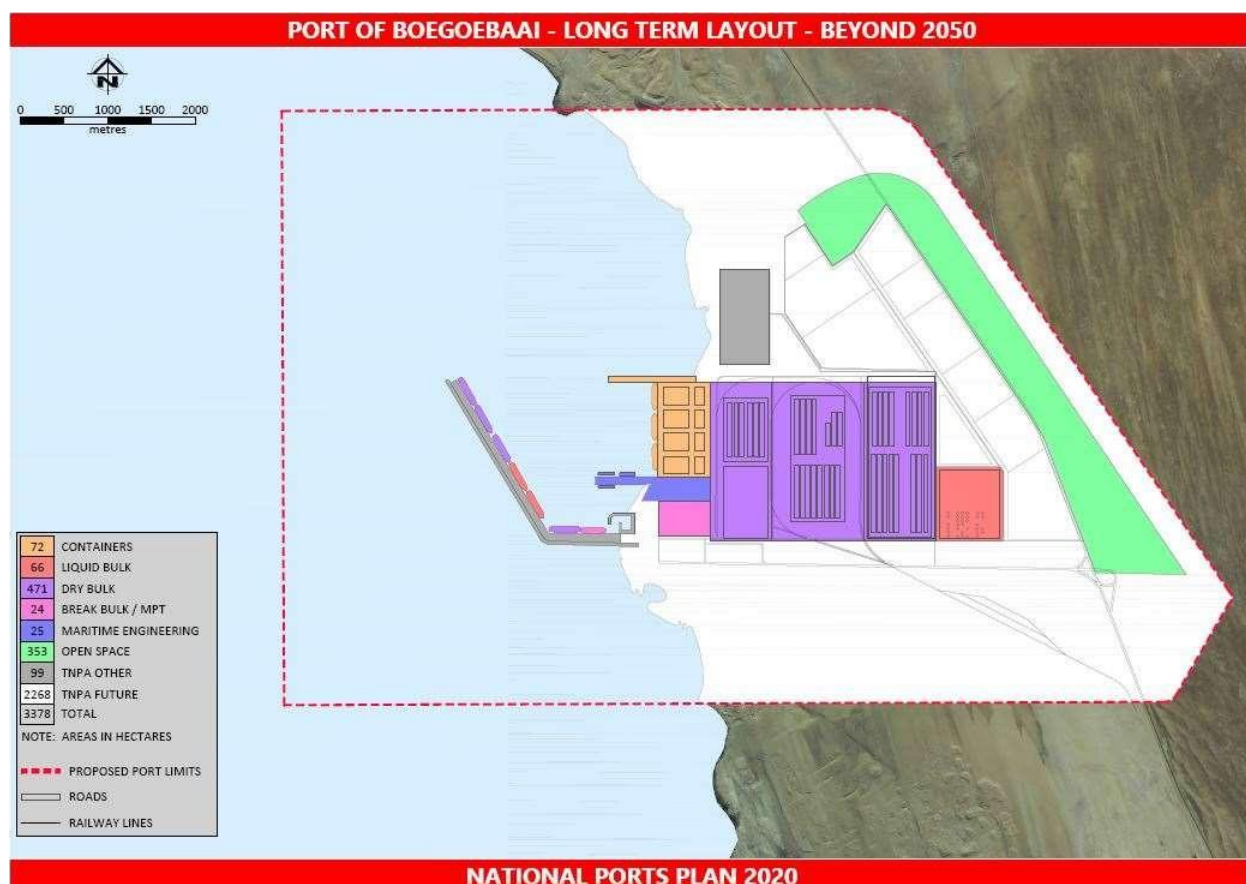 PORT OF BOEGOEBAAI - LONG TERM LAYOUT - BEYOND 2050
N
0 500 1000 1500 2000
metres
72 CONTAINERS
66 LIQUID BULK
471 DRY BULK
24 BREAK BULK / MPT
25 MARITIME ENGINEERING
353 OPEN SPACE
99 TNPA OTHER
2268 TNPA FUTURE
3378 TOTAL
NOTE: AREAS IN HECTARES
PROPOSED PORT LIMITS
ROADS
RAILWAY LINES
NATIONAL PORTS PLAN 2020